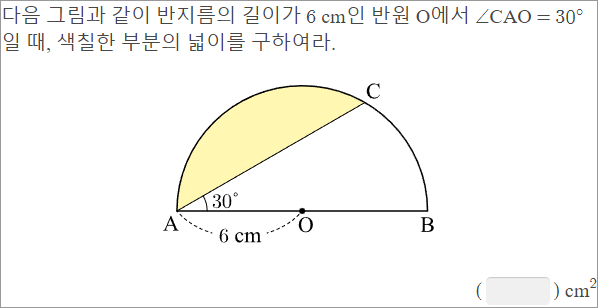 다음 그림과 같이 반지름의 길이가 6 cm인 반원 O에서 ∠CAO = 30°
일 때, 색칠한 부분의 넓이를 구하여라.
C
30°
A
O
B
6 cm
( ) cm²